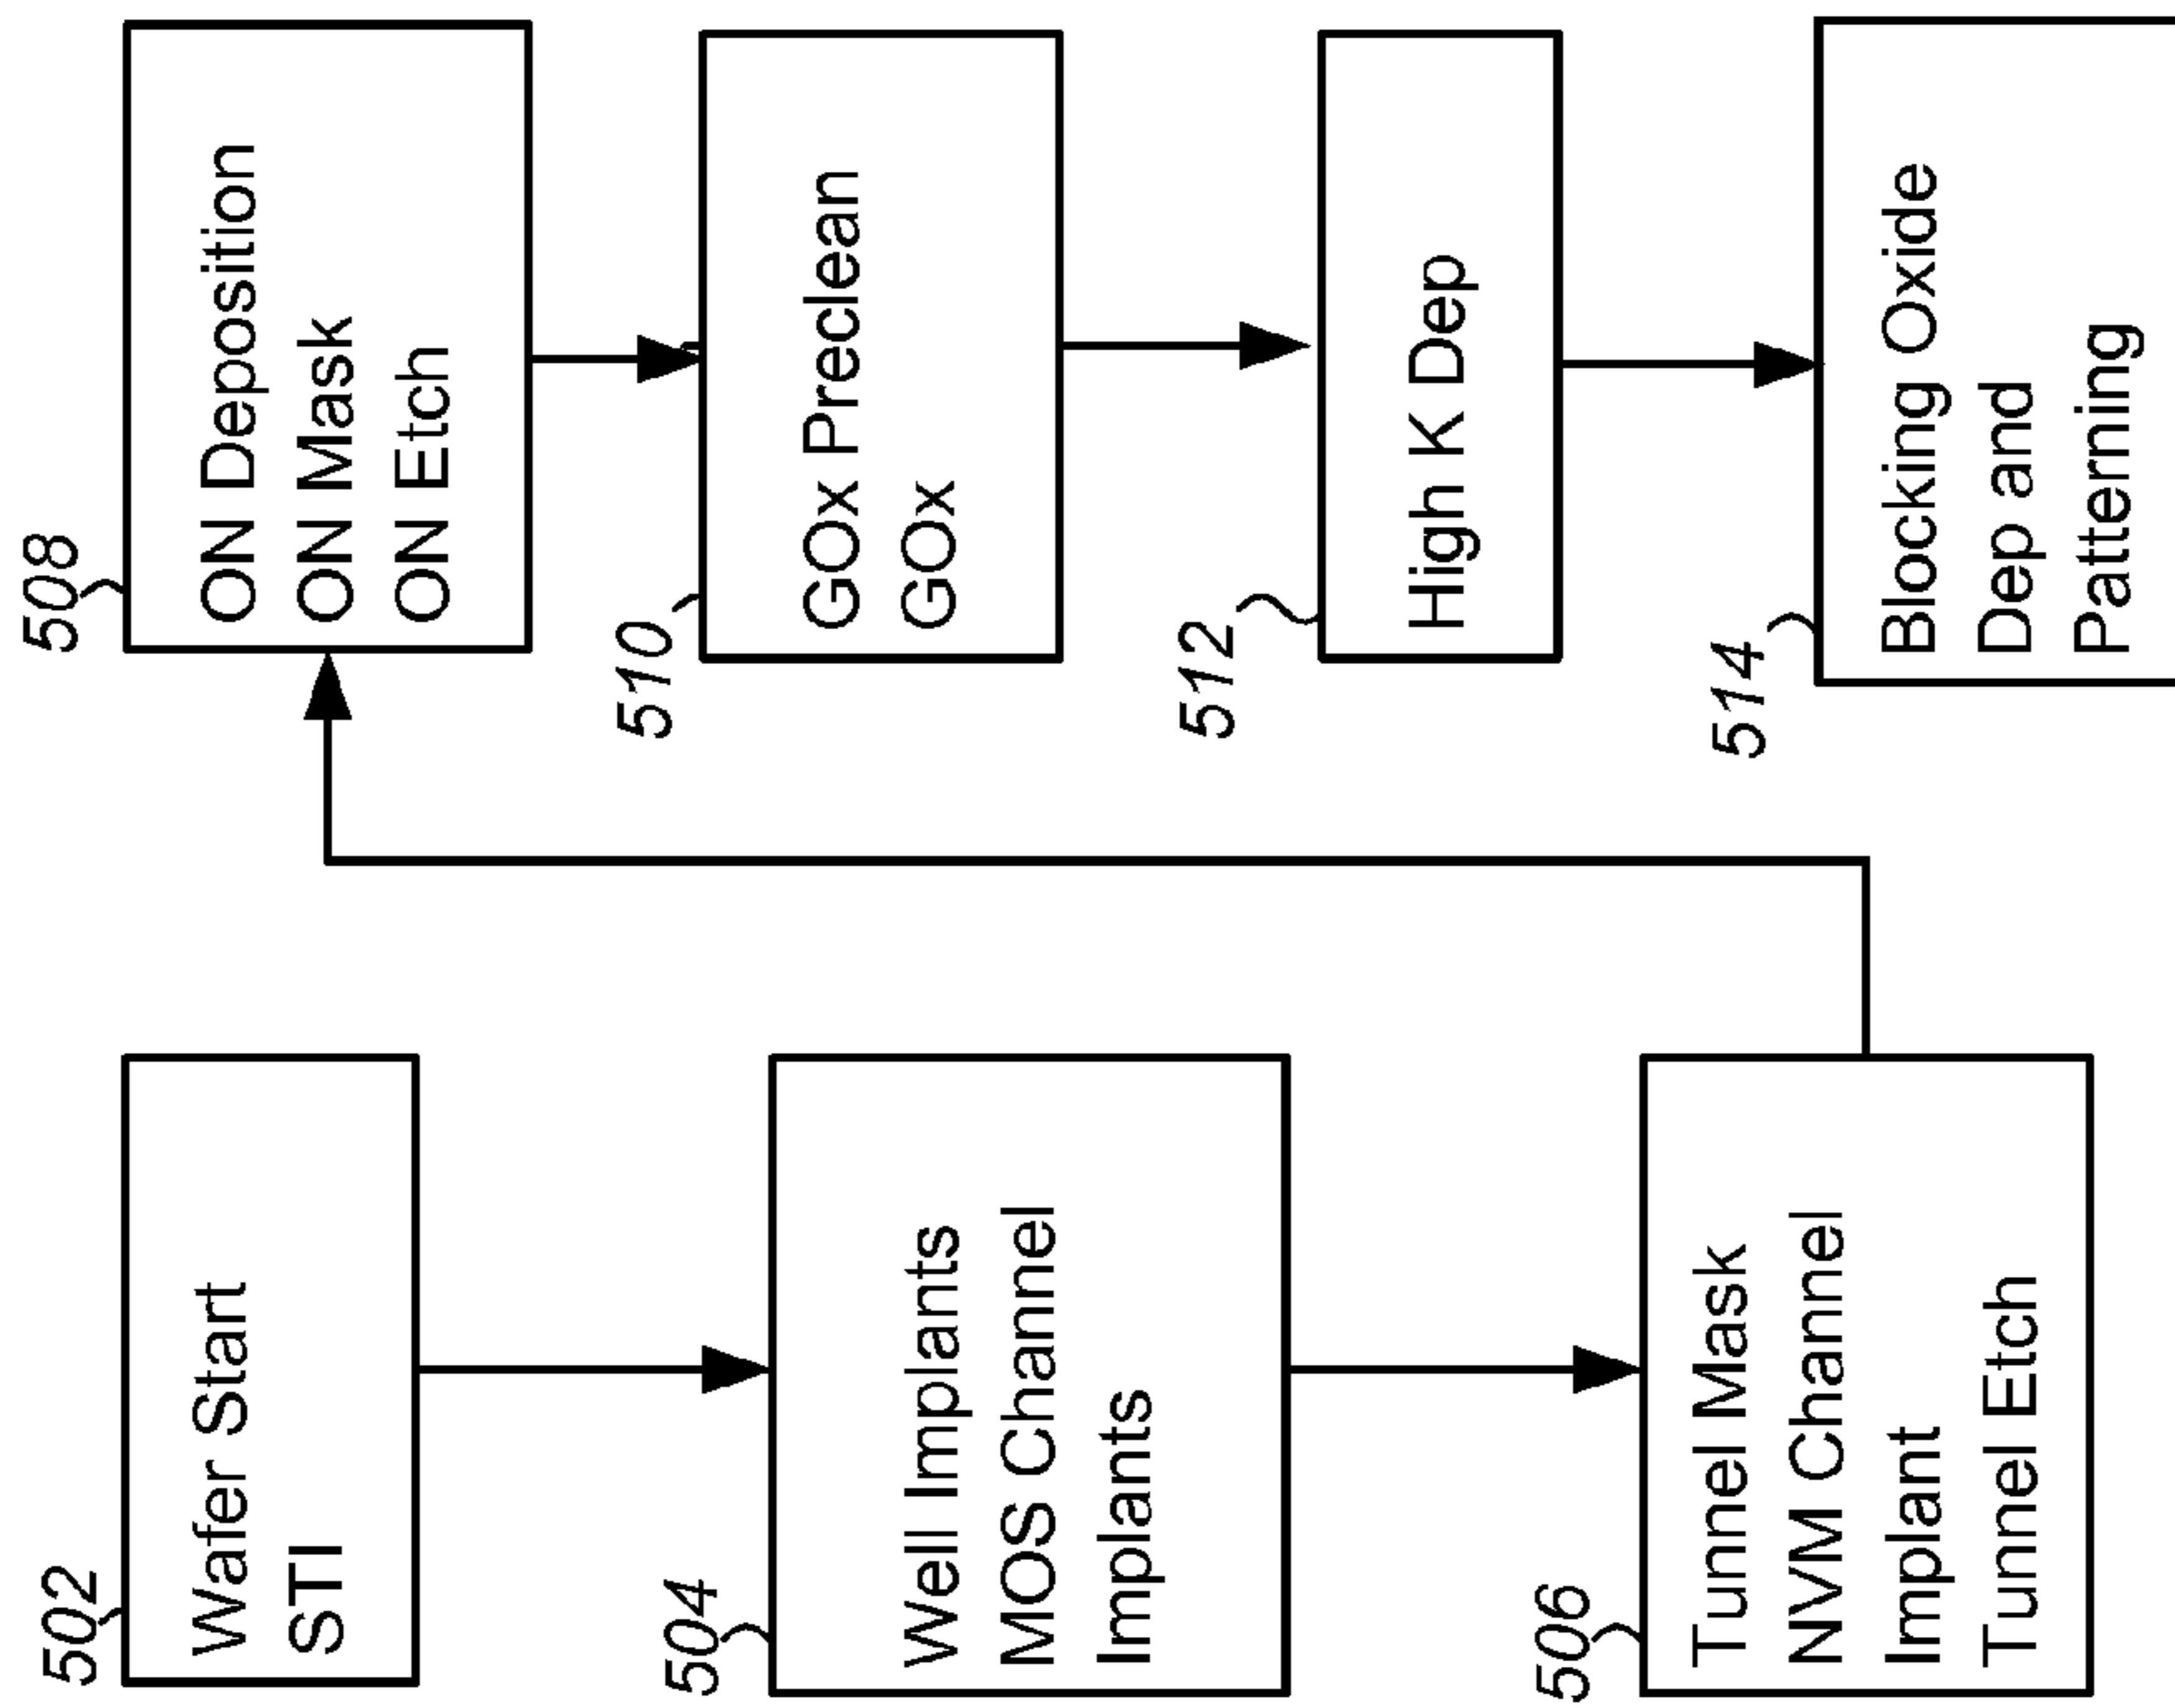 502
Wafer Start
STI
504
Well Implants
MOS Channel
Implants
506
Tunnel Mask
NVM Channel
Implant
Tunnel Etch
508
ON Deposition
ON Mask
ON Etch
510
GOx Preclean
GOx
512
High K Dep
514
Blocking Oxide
Dep and
Patterning